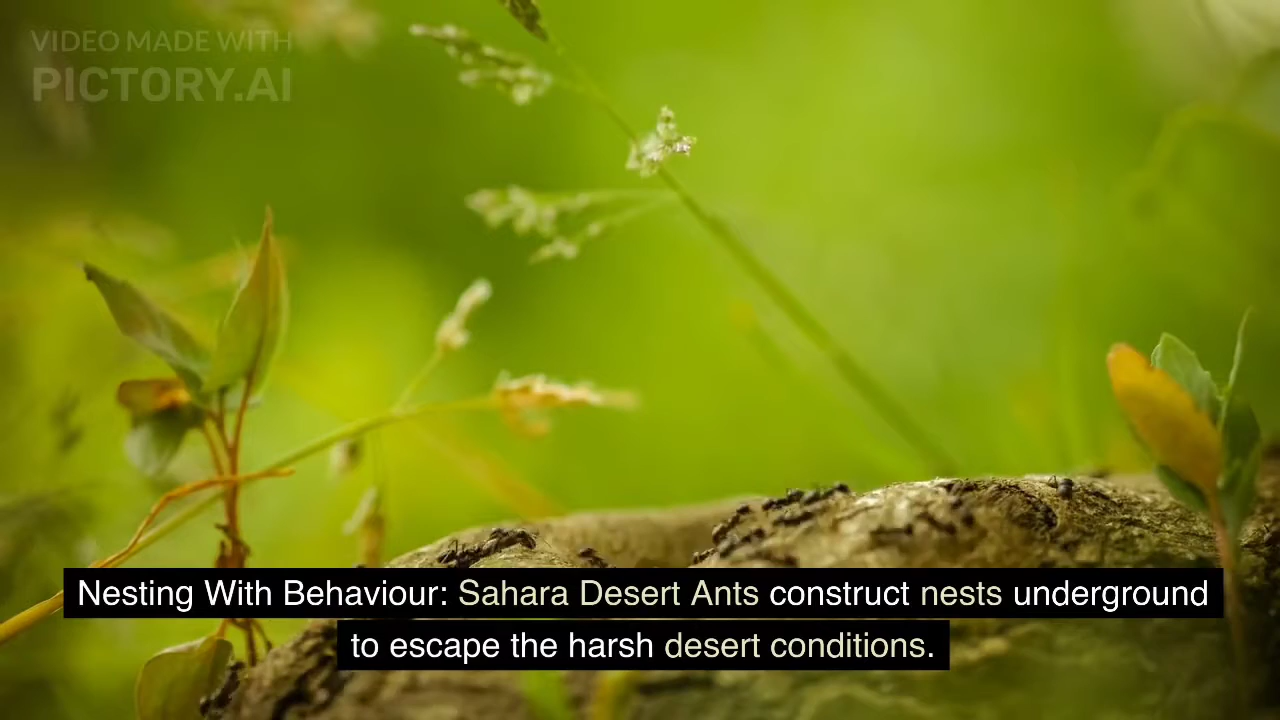 VIDEO MADE WITH
PICTORY.AI
Nesting With Behaviour: Sahara Desert Ants construct nests underground
to escape the harsh desert conditions.